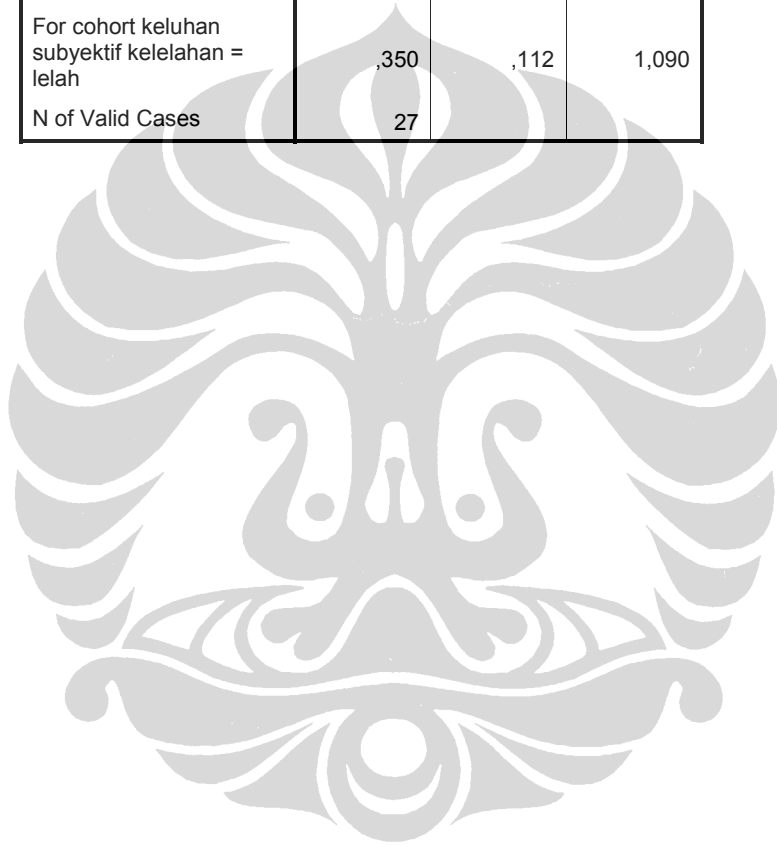 For cohort keluhan
subyektif kelelahan =
lelah ,350 ,112 1,090
N of Valid Cases 27